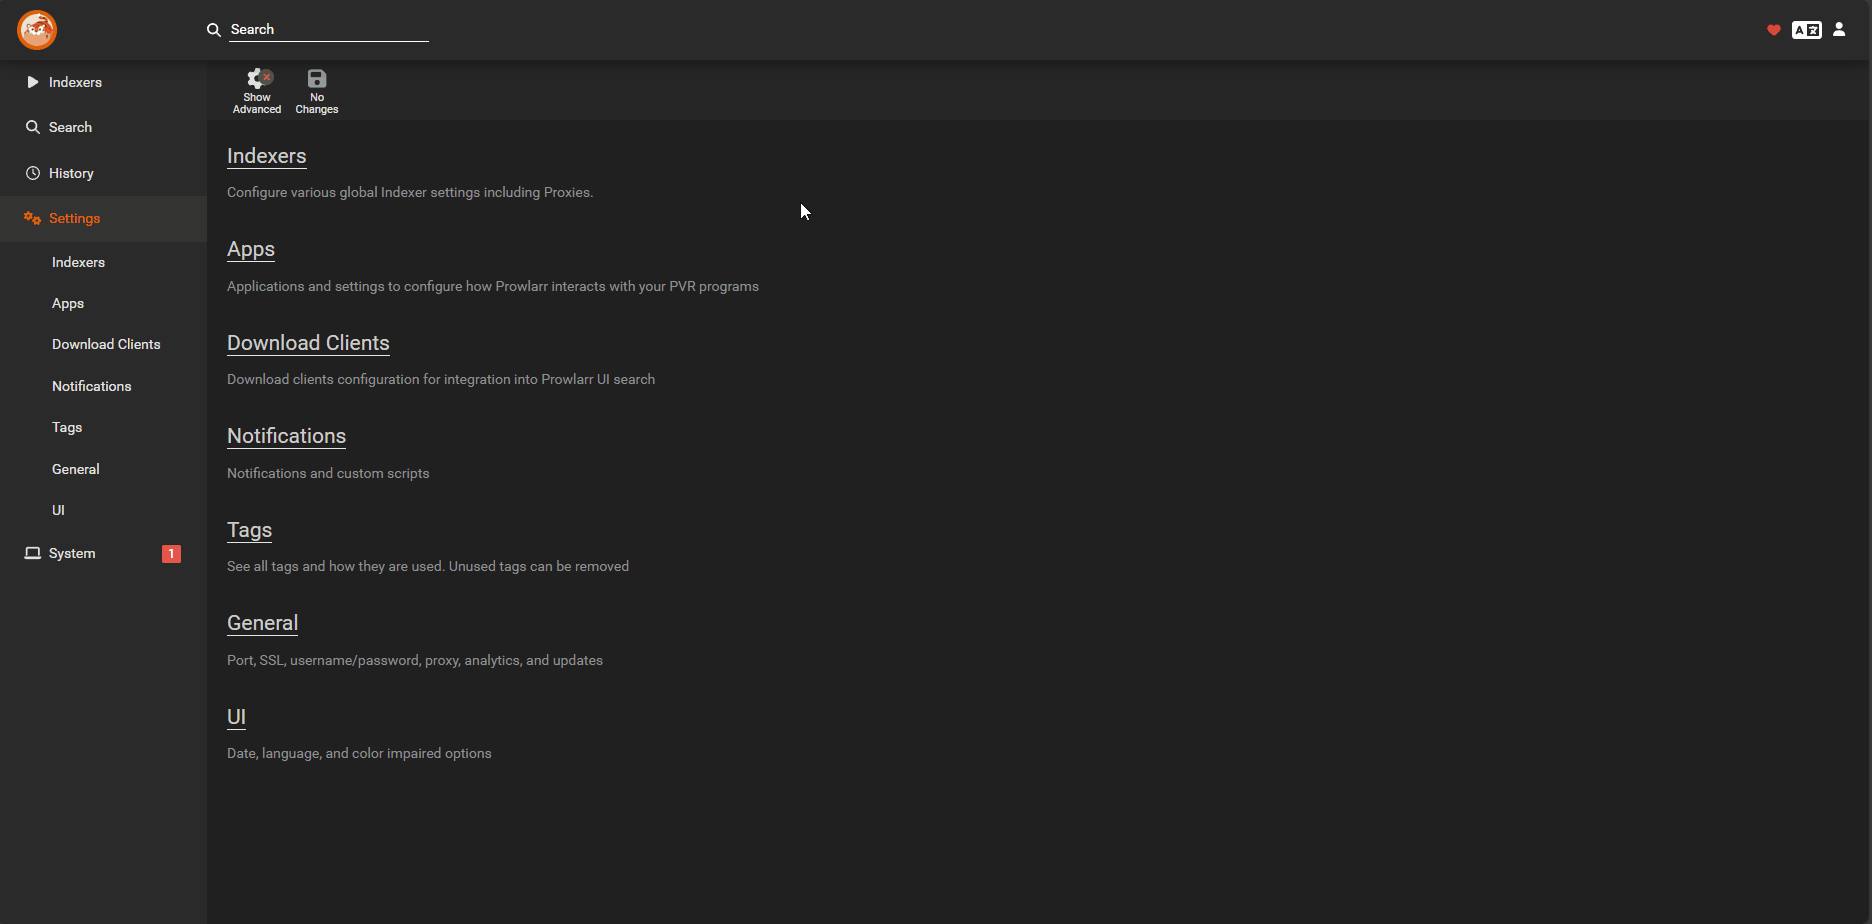 Search
Indexers
Search
History
Settings
Indexers
Apps
Download Clients
Notifications
Tags
General
UI
System 1
Show
Advanced
No
Changes
Indexers
Configure various global Indexer settings including Proxies.
Apps
Applications and settings to configure how Prowlarr interacts with your PVR programs
Download Clients
Download clients configuration for integration into Prowlarr UI search
Notifications
Notifications and custom scripts
Tags
See all tags and how they are used. Unused tags can be removed
General
Port, SSL, username/password, proxy, analytics, and updates
UI
Date, language, and color impaired options